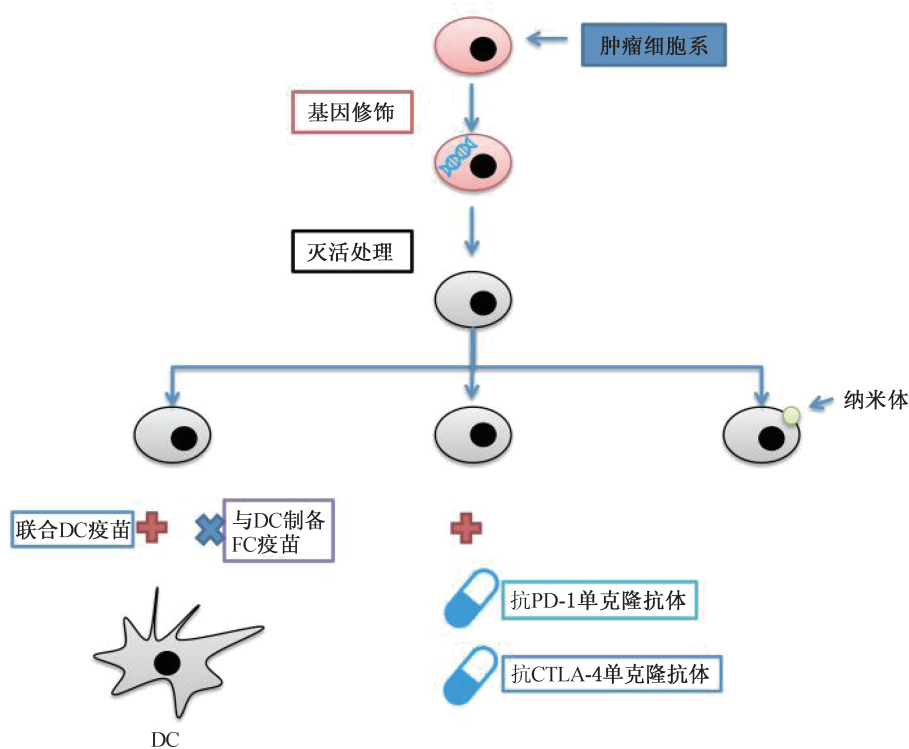 肿瘤细胞系
基因修饰
灭活处理
纳米体
联合DC疫苗
与DC制备
FC疫苗
抗PD-1单克隆抗体
抗CTLA-4单克隆抗体
DC